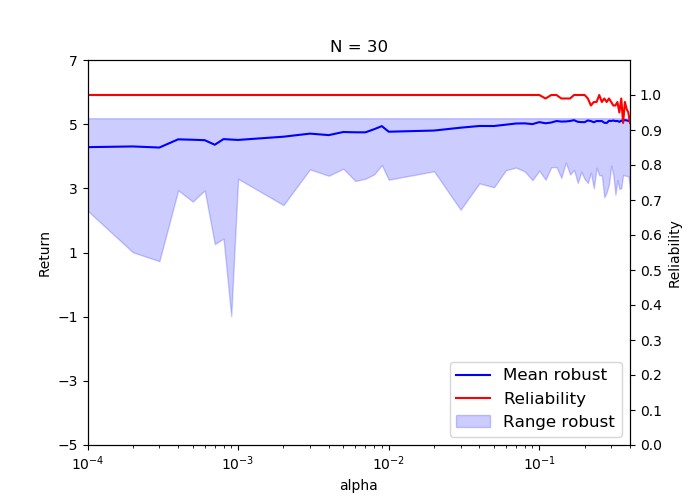 N = 30
7
5
3
1
−1
−3
−5
Return
1.0
0.9
0.8
0.7
0.6
0.5
0.4
0.3
0.2
0.1
0.0
Reliability
Mean robust
Reliability
Range robust
10⁻⁴ 10⁻³ 10⁻² 10⁻¹
alpha